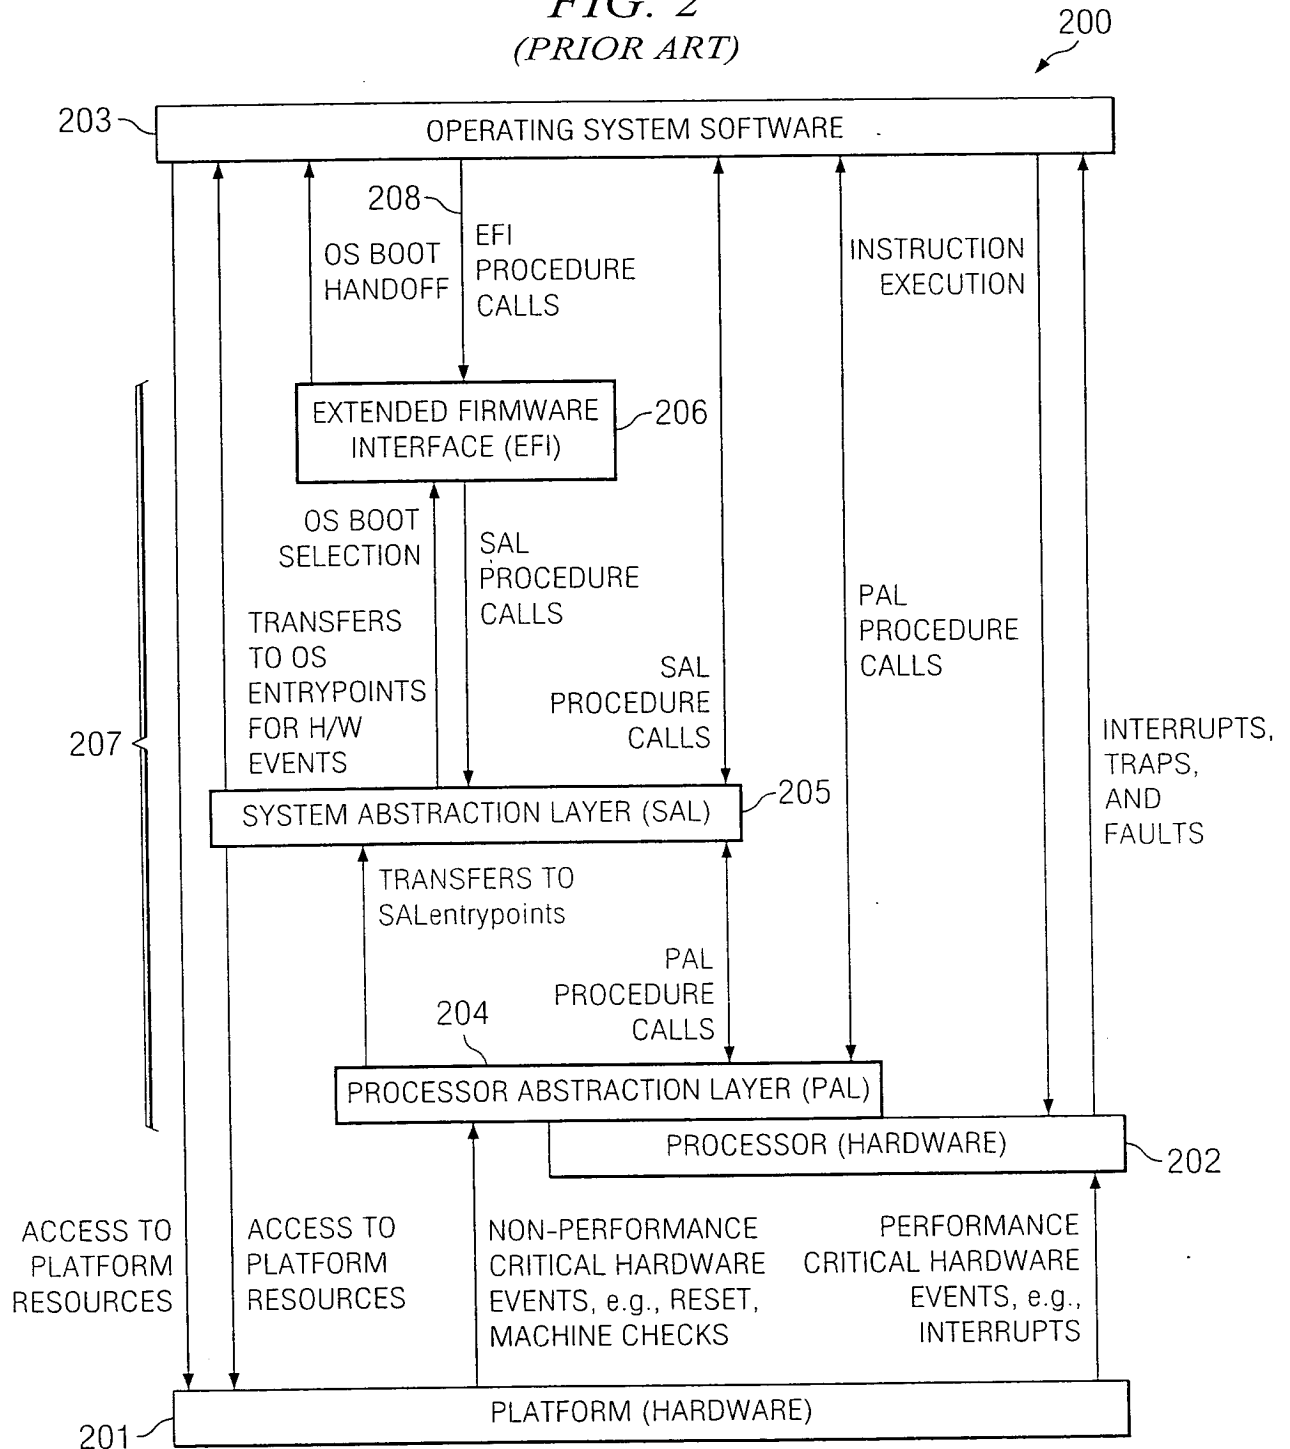 FIG. 2
(PRIOR ART)
200
203
OPERATING SYSTEM SOFTWARE
208
OS BOOT
HANDOFF
EFI
PROCEDURE
CALLS
INSTRUCTION
EXECUTION
EXTENDED FIRMWARE
INTERFACE (EFI)
206
OS BOOT
SELECTION
SAL
PROCEDURE
CALLS
TRANSFERS
TO OS
ENTRYPOINTS
FOR H/W
EVENTS
SAL
PROCEDURE
CALLS
PAL
PROCEDURE
CALLS
207
INTERRUPTS,
TRAPS,
AND
FAULTS
SYSTEM ABSTRACTION LAYER (SAL)
205
TRANSFERS TO
SALentrypoints
PAL
PROCEDURE
CALLS
204
PROCESSOR ABSTRACTION LAYER (PAL)
PROCESSOR (HARDWARE)
202
ACCESS TO
PLATFORM
RESOURCES
ACCESS TO
PLATFORM
RESOURCES
NON-PERFORMANCE
CRITICAL HARDWARE
EVENTS, e.g., RESET,
MACHINE CHECKS
PERFORMANCE
CRITICAL HARDWARE
EVENTS, e.g.,
INTERRUPTS
PLATFORM (HARDWARE)
201